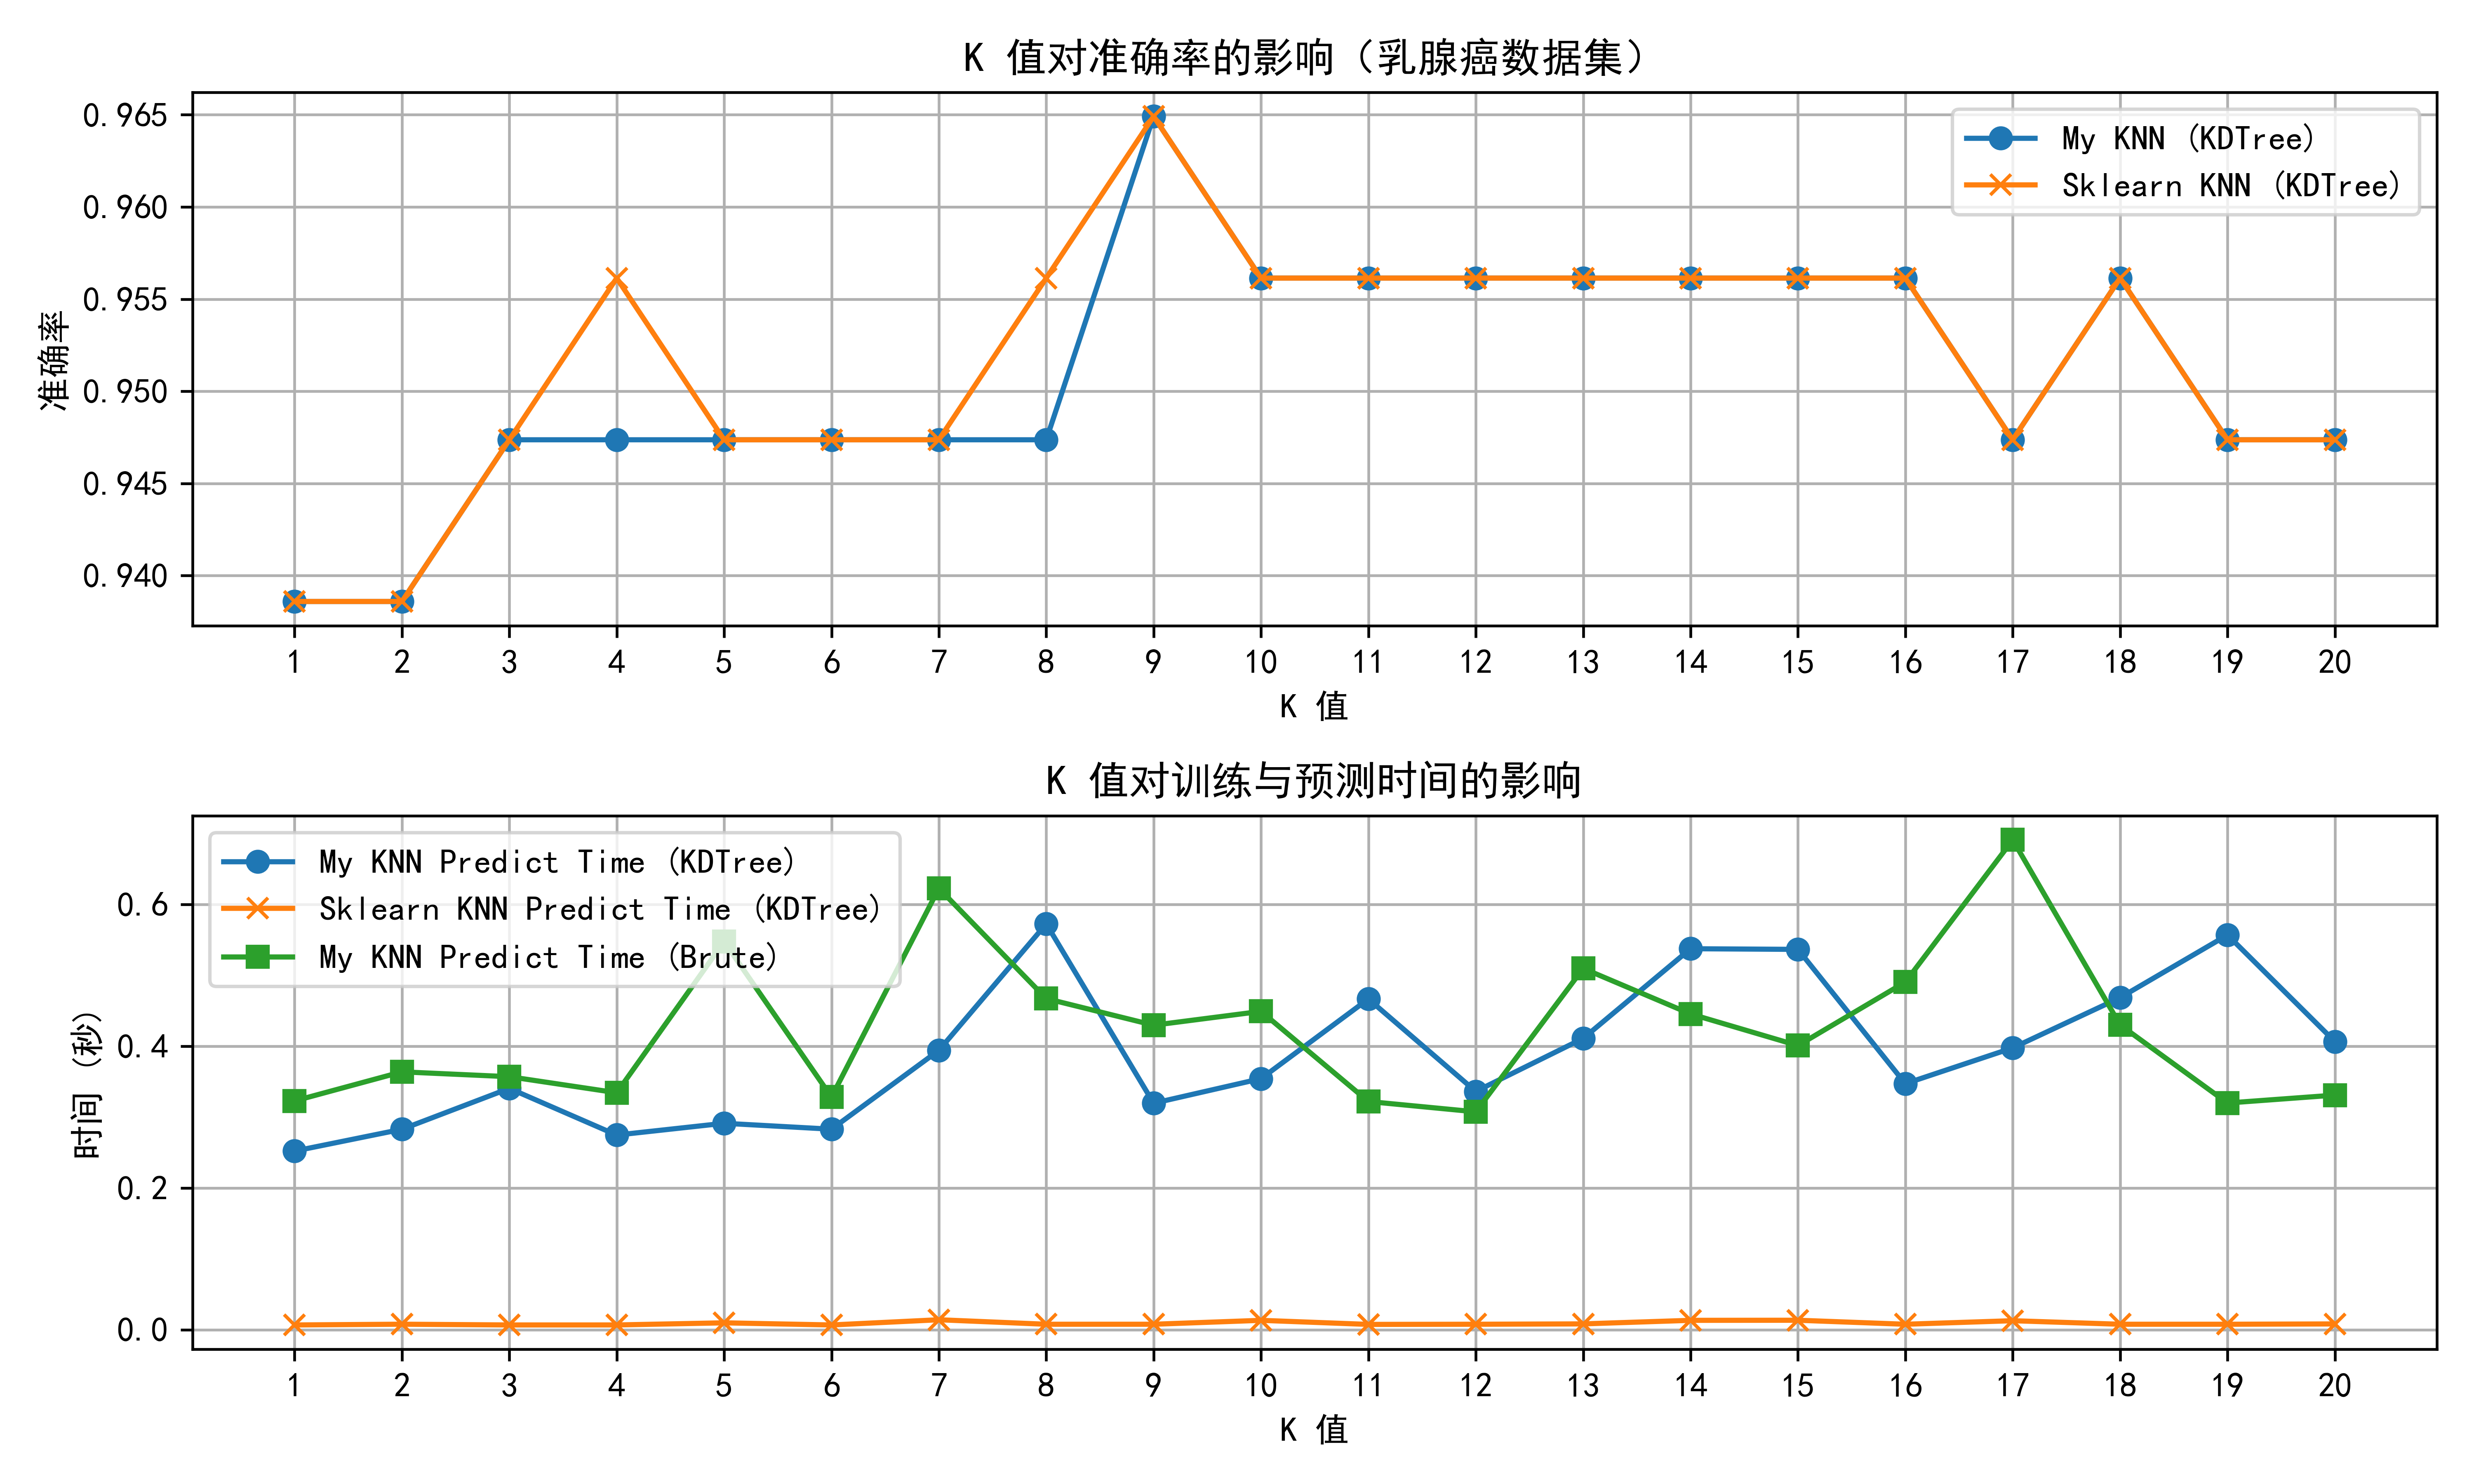 K 值对准确率的影响（乳腺癌数据集）
准确率
0.965
0.960
0.955
0.950
0.945
0.940
My KNN (KDTree)
Sklearn KNN (KDTree)
1 2 3 4 5 6 7 8 9 10 11 12 13 14 15 16 17 18 19 20
K 值
K 值对训练与预测时间的影响
时间 (秒)
0.6
0.4
0.2
0.0
My KNN Predict Time (KDTree)
Sklearn KNN Predict Time (KDTree)
My KNN Predict Time (Brute)
1 2 3 4 5 6 7 8 9 10 11 12 13 14 15 16 17 18 19 20
K 值